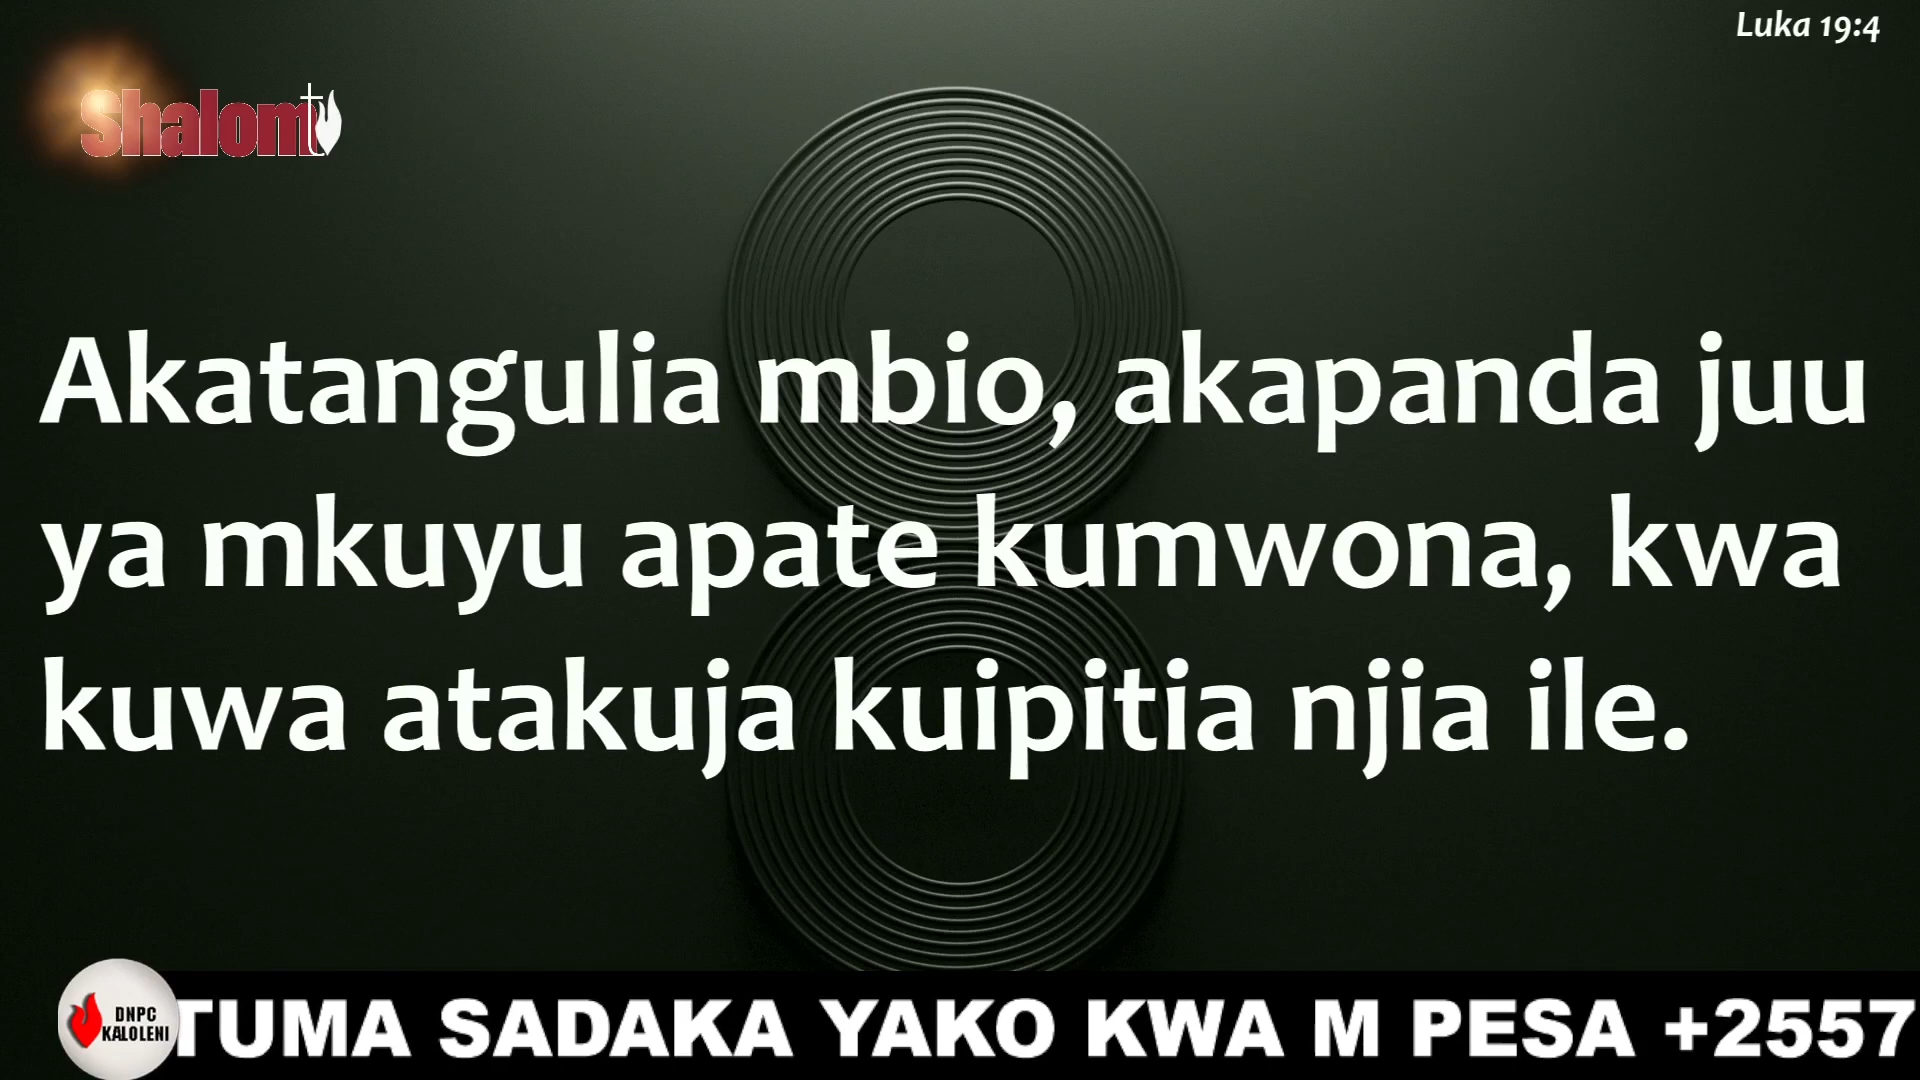 Luka 19:4
Shalom tv
Akatangulia mbio, akapanda juu
ya mkuyu apate kumwona, kwa
kuwa atakuja kuipitia njia ile.
DNPC
KALOLENI
TUMA SADAKA YAKO KWA M PESA +2557